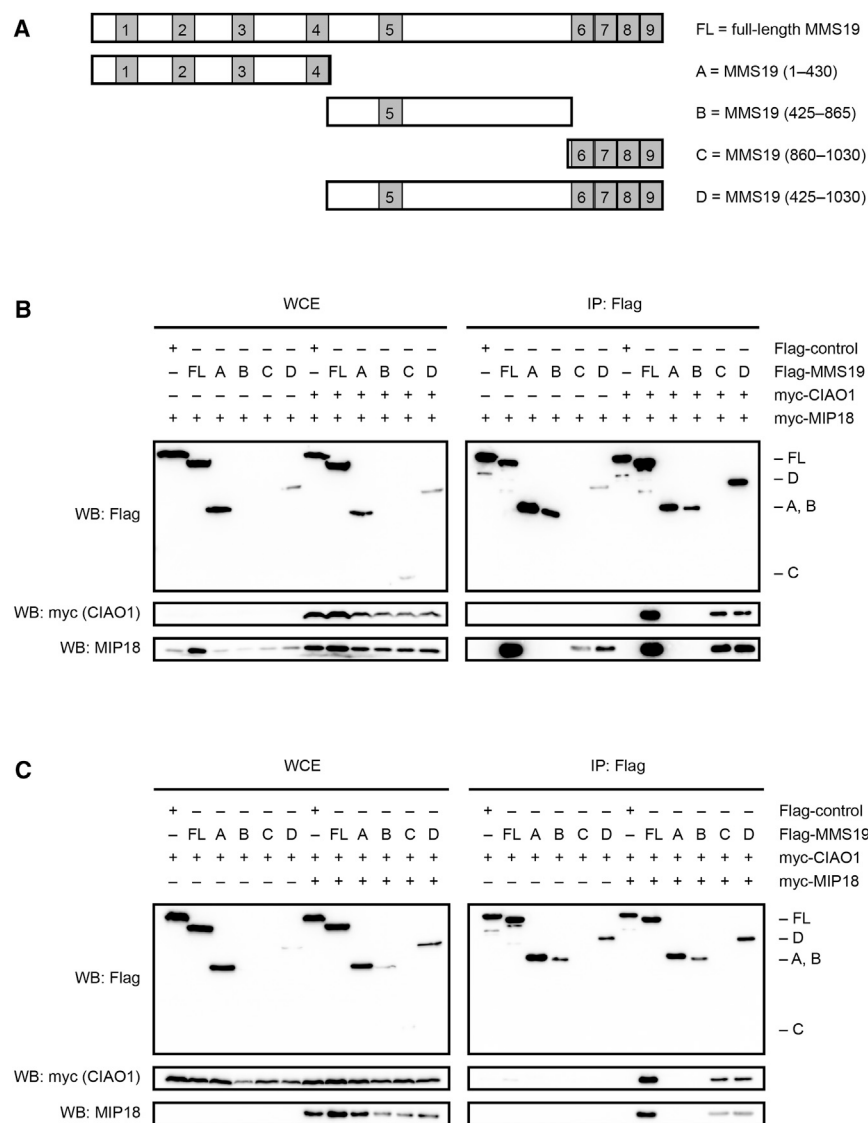 A
1 2 3 4 5 6 7 8 9 FL = full-length MMS19
1 2 3 4 A = MMS19 (1–430)
5 B = MMS19 (425–865)
6 7 8 9 C = MMS19 (860–1030)
5 6 7 8 9 D = MMS19 (425–1030)
B
WCE IP: Flag
+ – – – – – + – – – – – + – – – – – + – – – – – Flag-control
– FL A B C D – FL A B C D – FL A B C D – FL A B C D Flag-MMS19
– – – – – – + + + + + + – – – – – – + + + + + + myc-CIAO1
+ + + + + + + + + + + + + + + + + + + + + + + + myc-MIP18
WB: Flag
– FL
– D
– A, B
– C
WB: myc (CIAO1)
WB: MIP18
C
WCE IP: Flag
+ – – – – – + – – – – – + – – – – – + – – – – – Flag-control
– FL A B C D – FL A B C D – FL A B C D – FL A B C D Flag-MMS19
+ + + + + + + + + + + + + + + + + + + + + + + + myc-CIAO1
– – – – – – + + + + + + – – – – – – + + + + + + myc-MIP18
WB: Flag
– FL
– D
– A, B
– C
WB: myc (CIAO1)
WB: MIP18